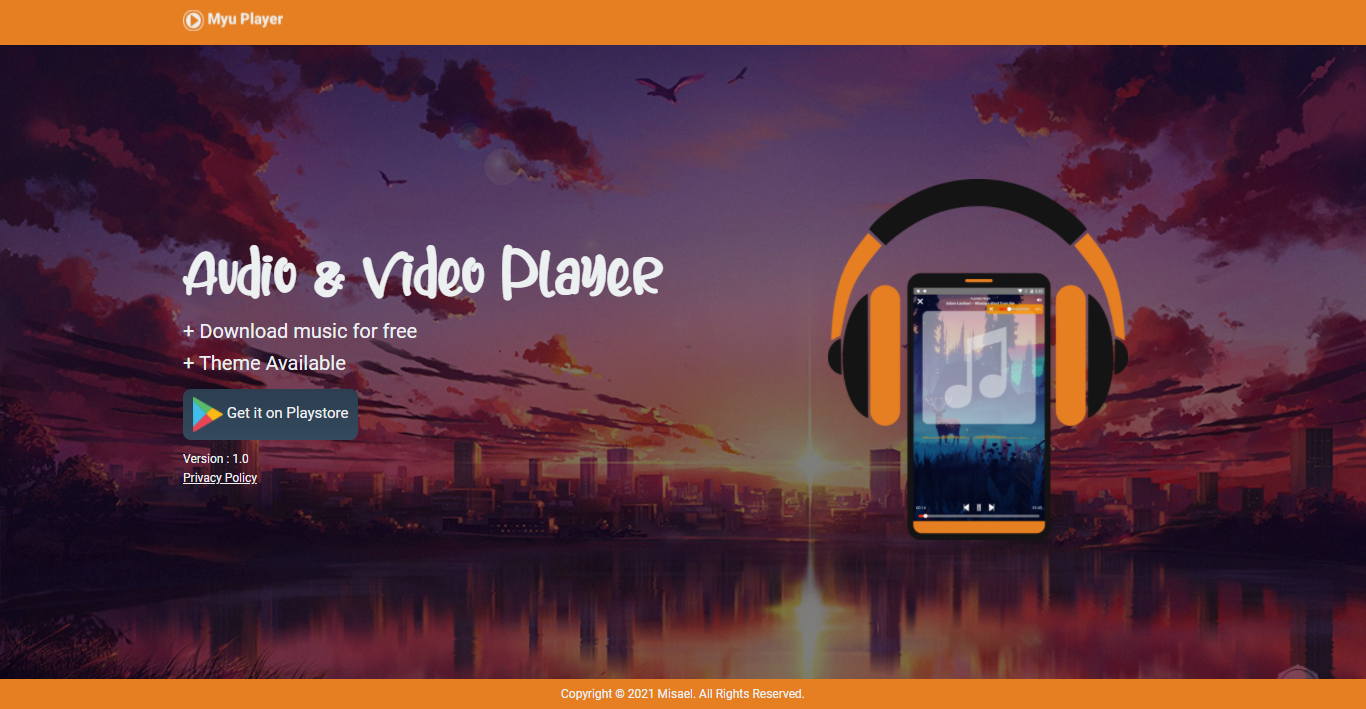 Myu Player
Audio & Video Player
+ Download music for free
+ Theme Available
Get it on Playstore
Version : 1.0
Privacy Policy
Copyright © 2021 Misael. All Rights Reserved.